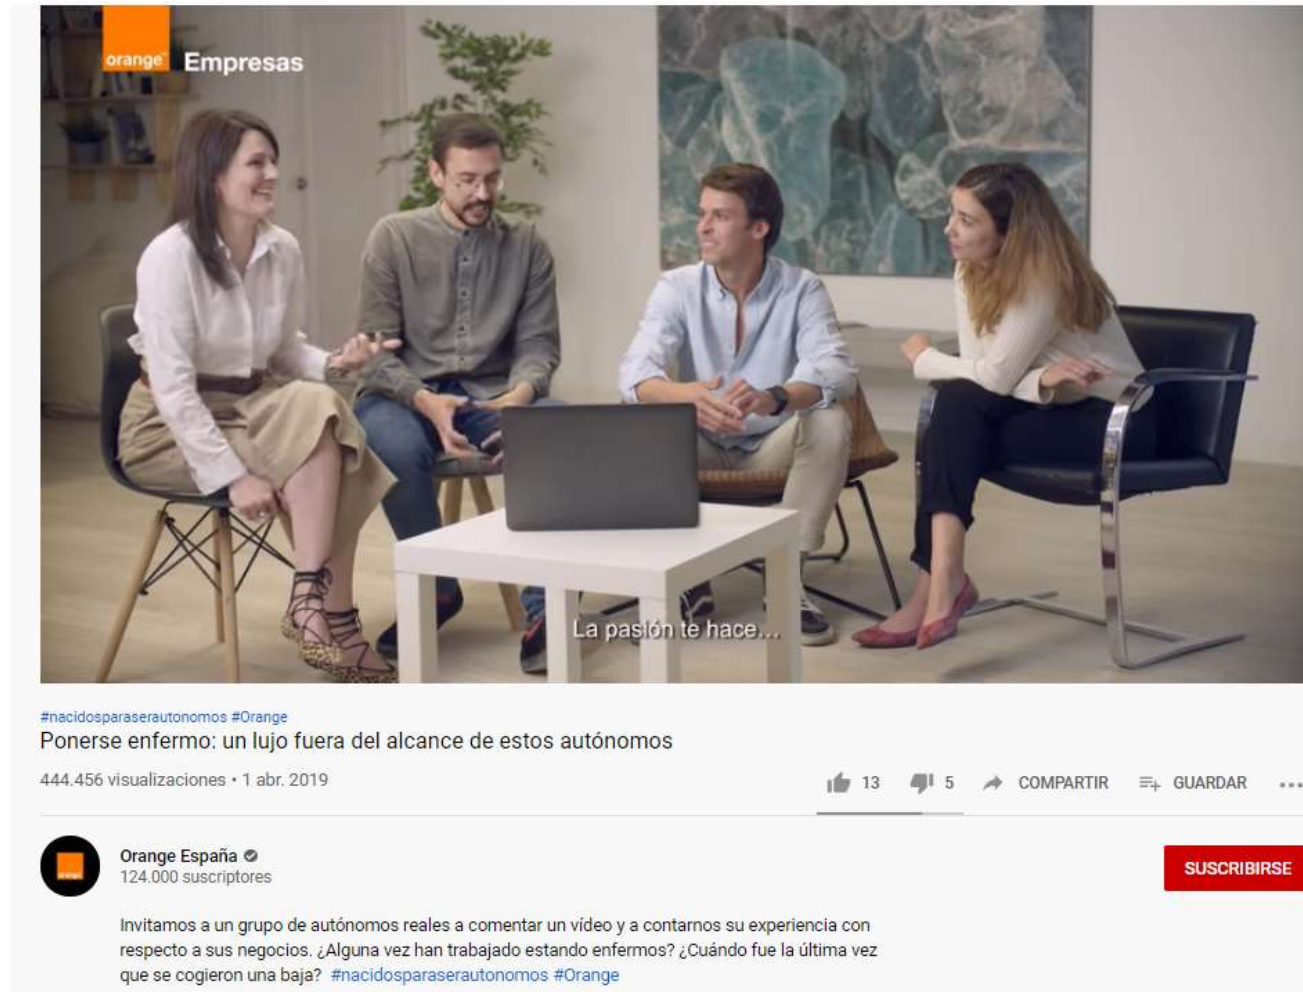 orange
Empresas
La pasión te hace...
#nacidosparaserautonomos #Orange
Ponerse enfermo: un lujo fuera del alcance de estos autónomos
444.456 visualizaciones • 1 abr. 2019
13 5 COMPARTIR GUARDAR
Orange España
124.000 suscriptores
SUSCRIBIRSE
Invitamos a un grupo de autónomos reales a comentar un vídeo y a contarnos su experiencia con
respecto a sus negocios. ¿Alguna vez han trabajado estando enfermos? ¿Cuándo fue la última vez
que se cogieron una baja? #nacidosparaserautonomos #Orange